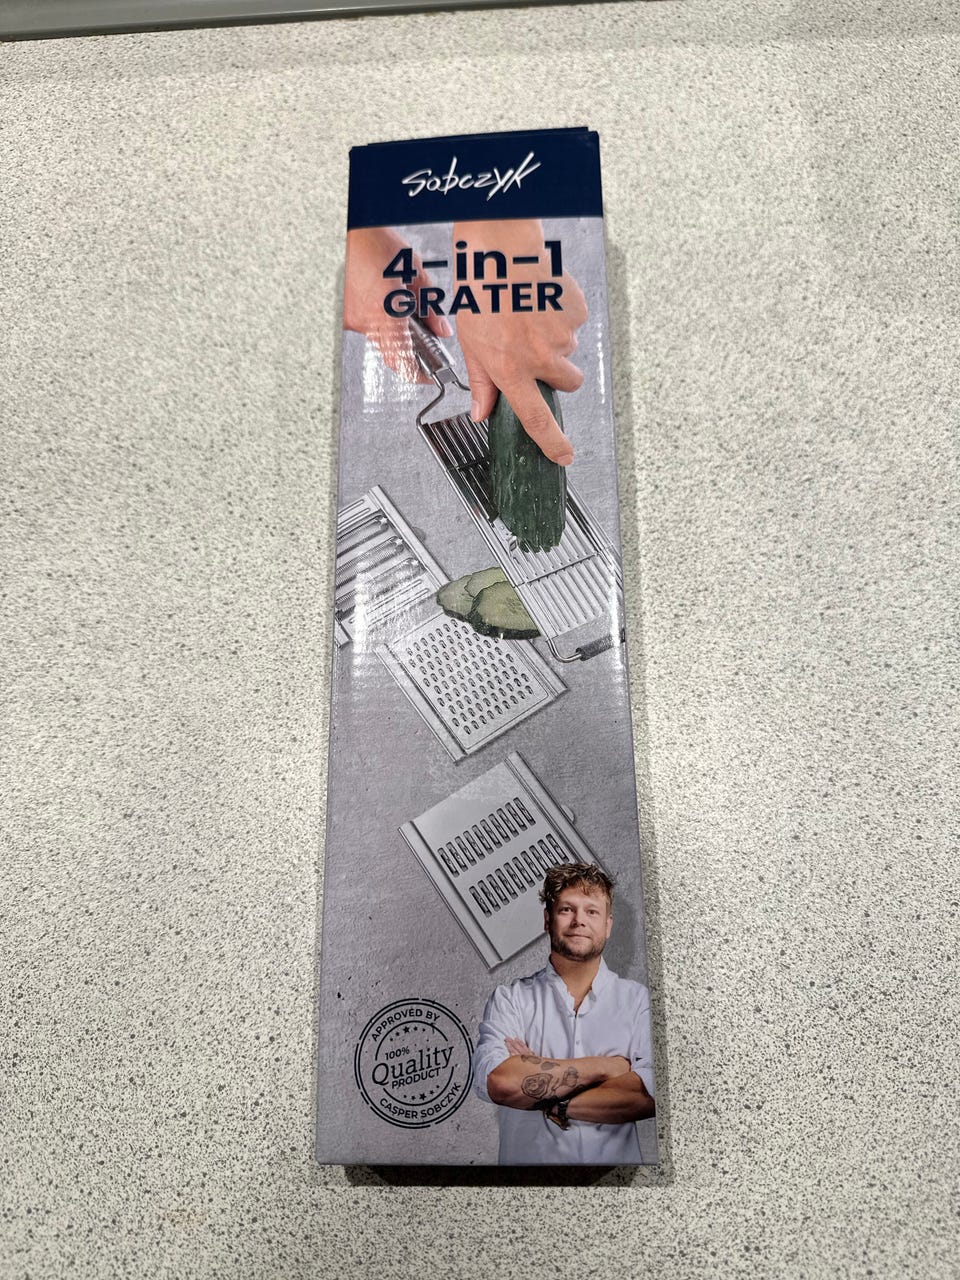 Sobczyk
4-in-1
GRATER
APPROVED BY
100%
Quality
PRODUCT
CASPER SOBCZYK